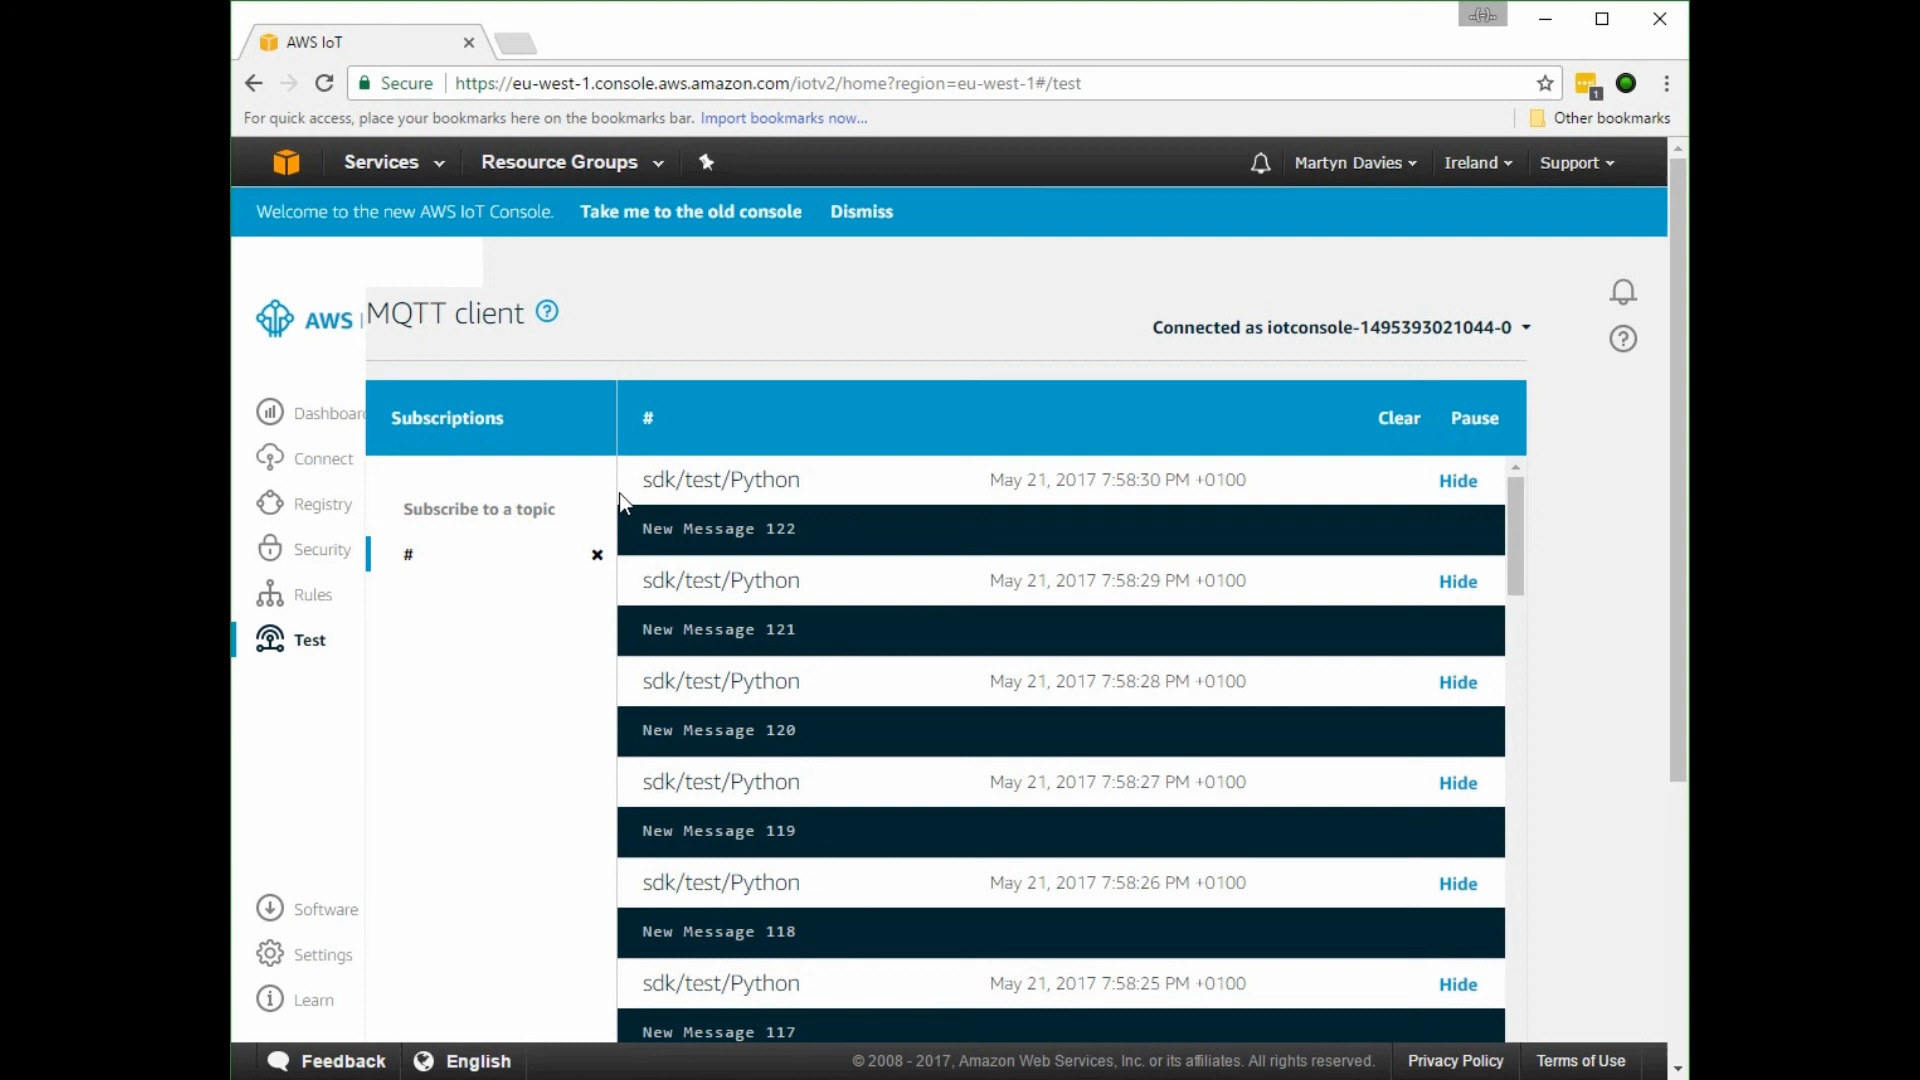 AWS IoT
Secure https://eu-west-1.console.aws.amazon.com/iotv2/home?region=eu-west-1#/test
1
For quick access, place your bookmarks here on the bookmarks bar. Import bookmarks now... Other bookmarks
Services Resource Groups Martyn Davies Ireland Support
Welcome to the new AWS IoT Console. Take me to the old console Dismiss
AWS
MQTT client ?
Connected as iotconsole-1495393021044-0
?
Dashboar
Connect
Registry
Security
Rules
Test
Software
Settings
Learn
Subscriptions
Subscribe to a topic
#
# Clear Pause
sdk/test/Python May 21, 2017 7:58:30 PM +0100 Hide
New Message 122
sdk/test/Python May 21, 2017 7:58:29 PM +0100 Hide
New Message 121
sdk/test/Python May 21, 2017 7:58:28 PM +0100 Hide
New Message 120
sdk/test/Python May 21, 2017 7:58:27 PM +0100 Hide
New Message 119
sdk/test/Python May 21, 2017 7:58:26 PM +0100 Hide
New Message 118
sdk/test/Python May 21, 2017 7:58:25 PM +0100 Hide
New Message 117
Feedback English © 2008 - 2017, Amazon Web Services, Inc. or its affiliates. All rights reserved. Privacy Policy Terms of Use